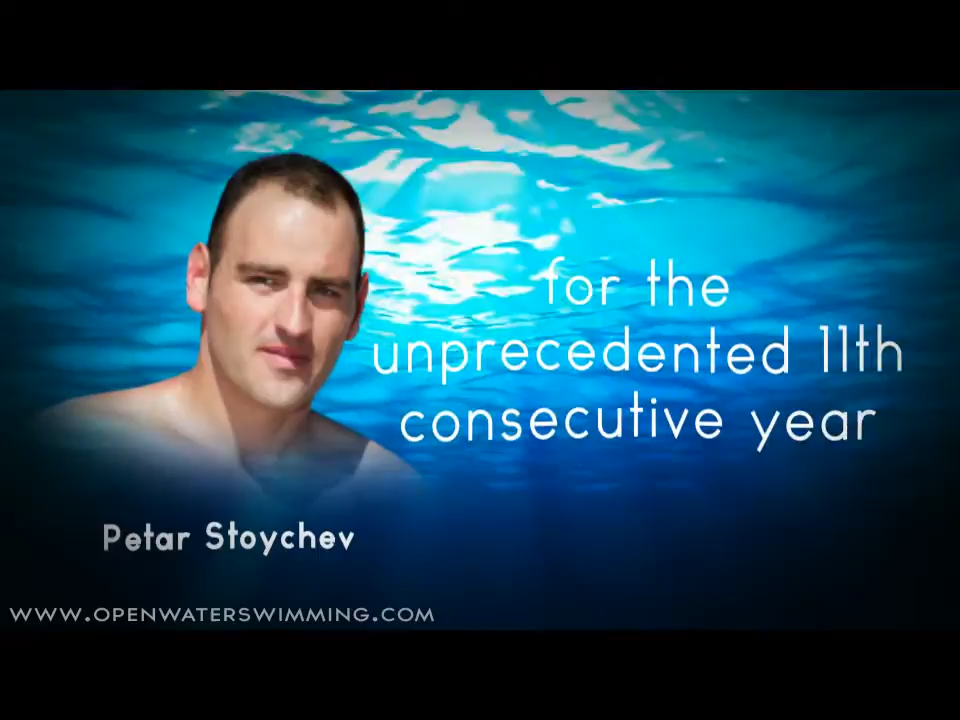 for the
unprecedented 11th
consecutive year
Petar Stoychev
WWW.OPENWATERSWIMMING.COM